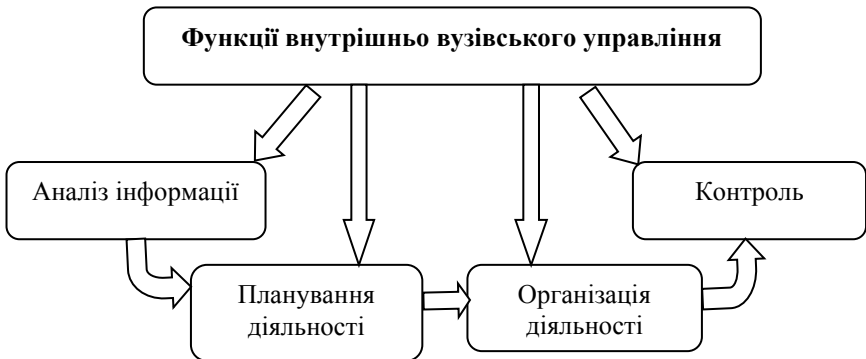 Функції внутрішньо вузівського управління
Аналіз інформації
Контроль
Планування
діяльності
Організація
діяльності